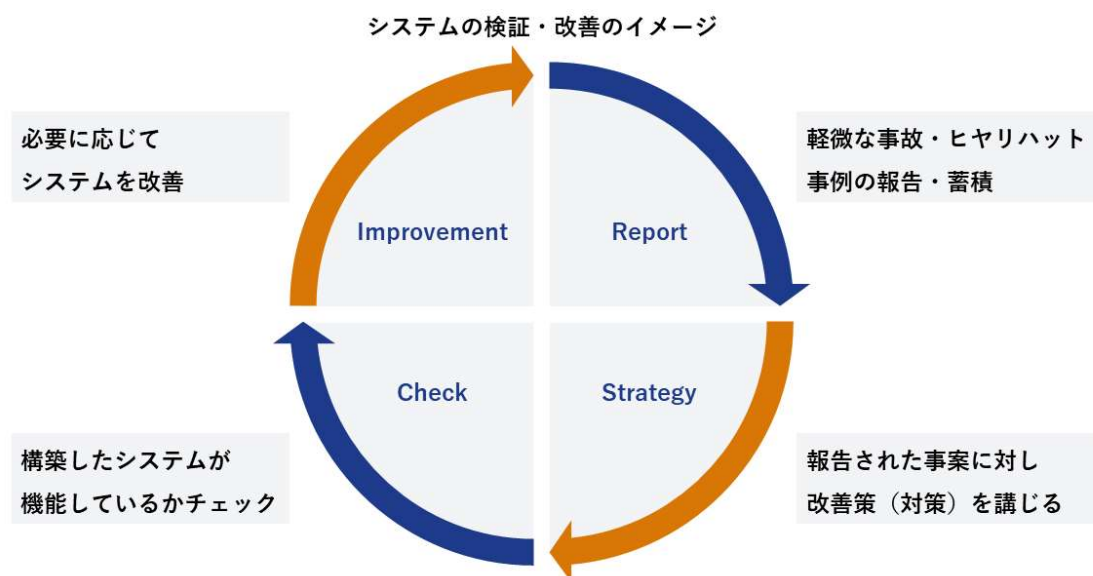 システムの検証・改善のイメージ
必要に応じて
システムを改善
軽微な事故・ヒヤリハット
事例の報告・蓄積
Improvement
Report
Check
Strategy
構築したシステムが
機能しているかチェック
報告された事案に対し
改善策（対策）を講じる